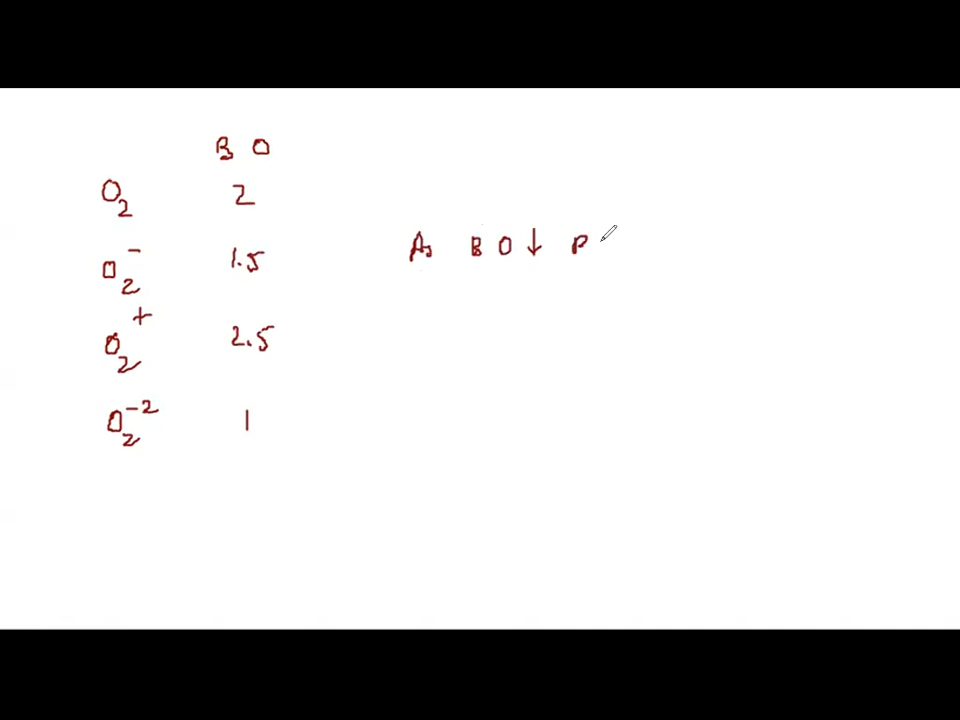 B O
O₂ 2
O₂⁻ 1.5
As B O ↓ P
O₂⁺ 2.5
O₂⁻² 1